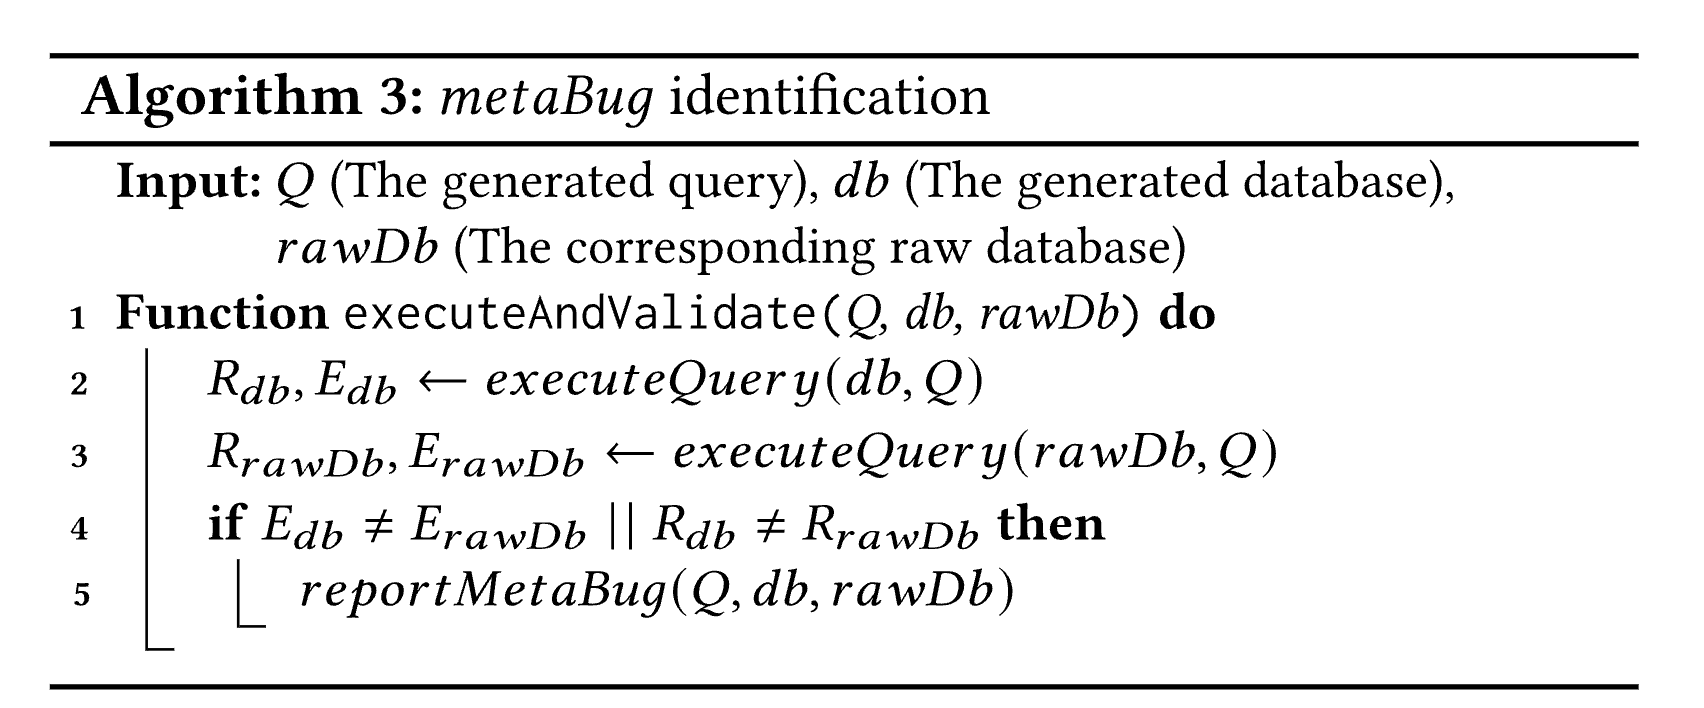 Algorithm 3: metaBug identification
Input: Q (The generated query), db (The generated database),
rawDb (The corresponding raw database)
1 Function executeAndValidate(Q, db, rawDb) do
2 R_db, E_db ← executeQuery(db, Q)
3 R_rawDb, E_rawDb ← executeQuery(rawDb, Q)
4 if E_db ≠ E_rawDb || R_db ≠ R_rawDb then
5 reportMetaBug(Q, db, rawDb)